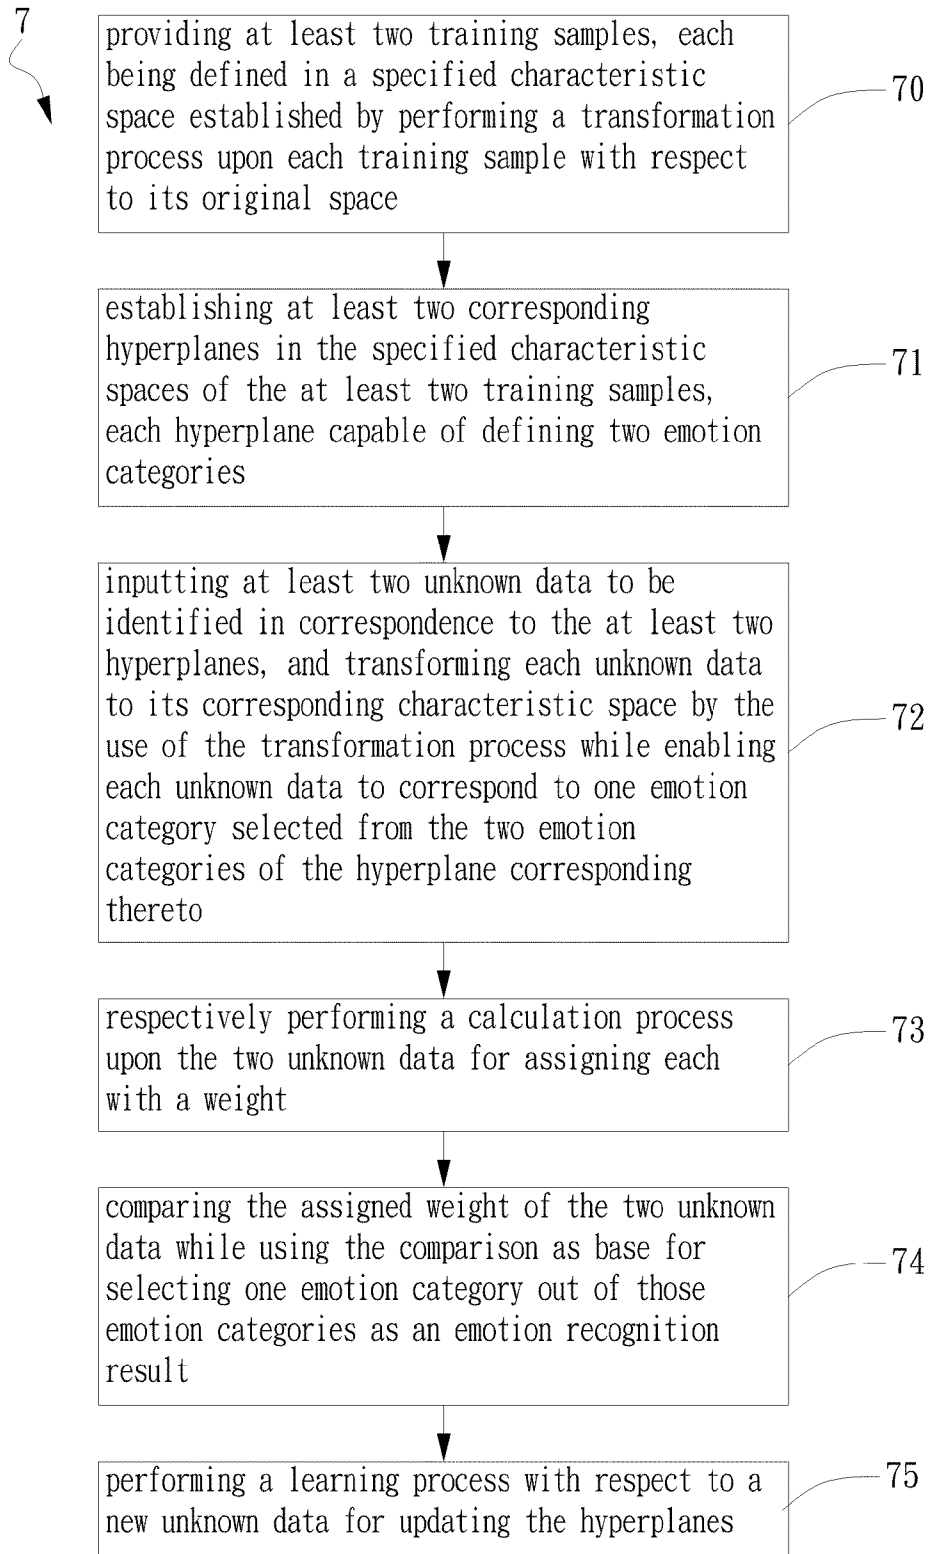 7
providing at least two training samples, each
being defined in a specified characteristic
space established by performing a transformation
process upon each training sample with respect
to its original space
70
establishing at least two corresponding
hyperplanes in the specified characteristic
spaces of the at least two training samples,
each hyperplane capable of defining two emotion
categories
71
inputting at least two unknown data to be
identified in correspondence to the at least two
hyperplanes, and transforming each unknown data
to its corresponding characteristic space by the
use of the transformation process while enabling
each unknown data to correspond to one emotion
category selected from the two emotion
categories of the hyperplane corresponding
thereto
72
respectively performing a calculation process
upon the two unknown data for assigning each
with a weight
73
comparing the assigned weight of the two unknown
data while using the comparison as base for
selecting one emotion category out of those
emotion categories as an emotion recognition
result
74
performing a learning process with respect to a
new unknown data for updating the hyperplanes
75